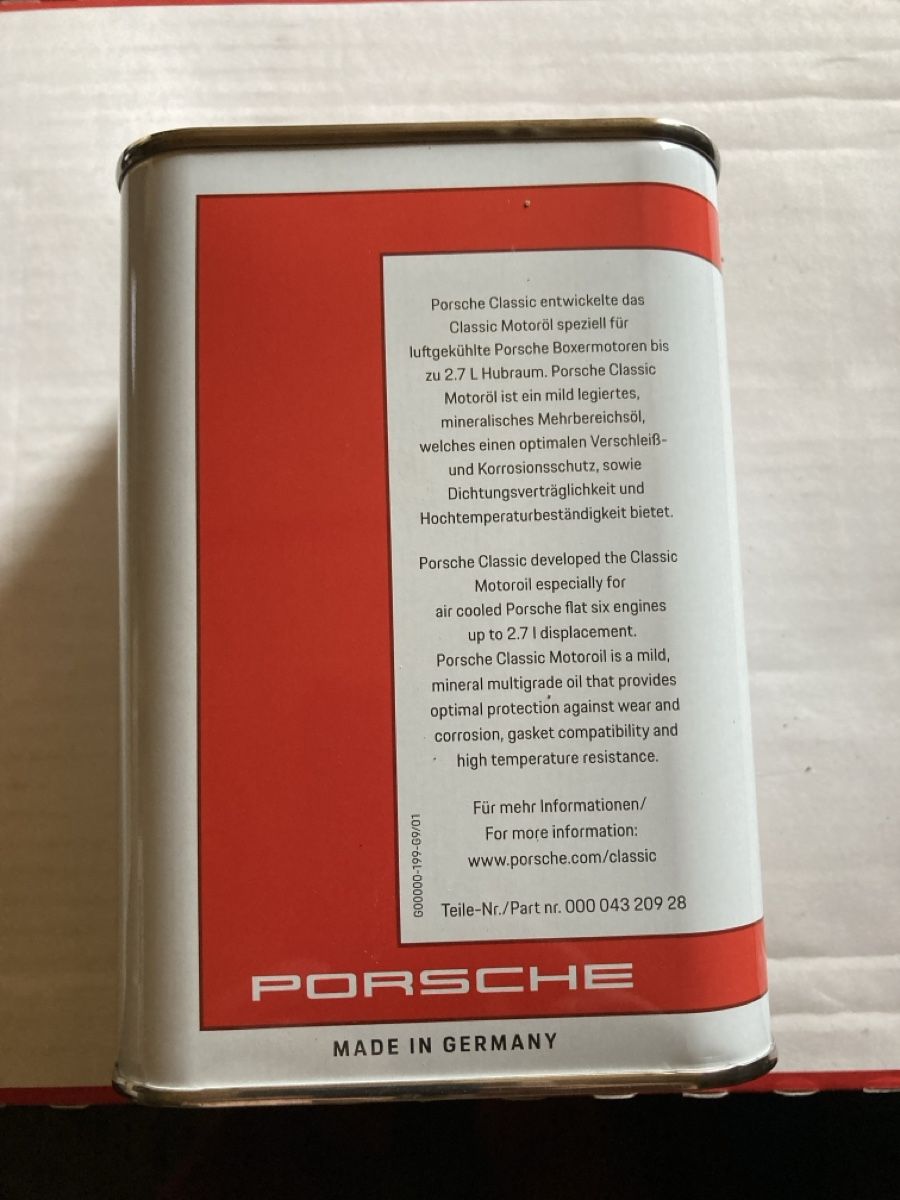 Porsche Classic entwickelte das
Classic Motoröl speziell für
luftgekühlte Porsche Boxermotoren bis
zu 2.7 L Hubraum. Porsche Classic
Motoröl ist ein mild legiertes,
mineralisches Mehrbereichsöl,
welches einen optimalen Verschleiß-
und Korrosionsschutz, sowie
Dichtungsverträglichkeit und
Hochtemperaturbeständigkeit bietet.
Porsche Classic developed the Classic
Motoroil especially for
air cooled Porsche flat six engines
up to 2.7 l displacement.
Porsche Classic Motoroil is a mild,
mineral multigrade oil that provides
optimal protection against wear and
corrosion, gasket compatibility and
high temperature resistance.
Für mehr Informationen/
For more information:
www.porsche.com/classic
Teile-Nr./Part nr. 000 043 209 28
G00000-199-G9/01
PORSCHE
MADE IN GERMANY